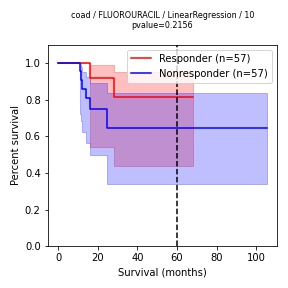 coad / FLUOROURACIL / LinearRegression / 10
pvalue=0.2156
Responder (n=57)
Nonresponder (n=57)
Percent survival
1.0
0.8
0.6
0.4
0.2
0.0
0 20 40 60 80 100
Survival (months)